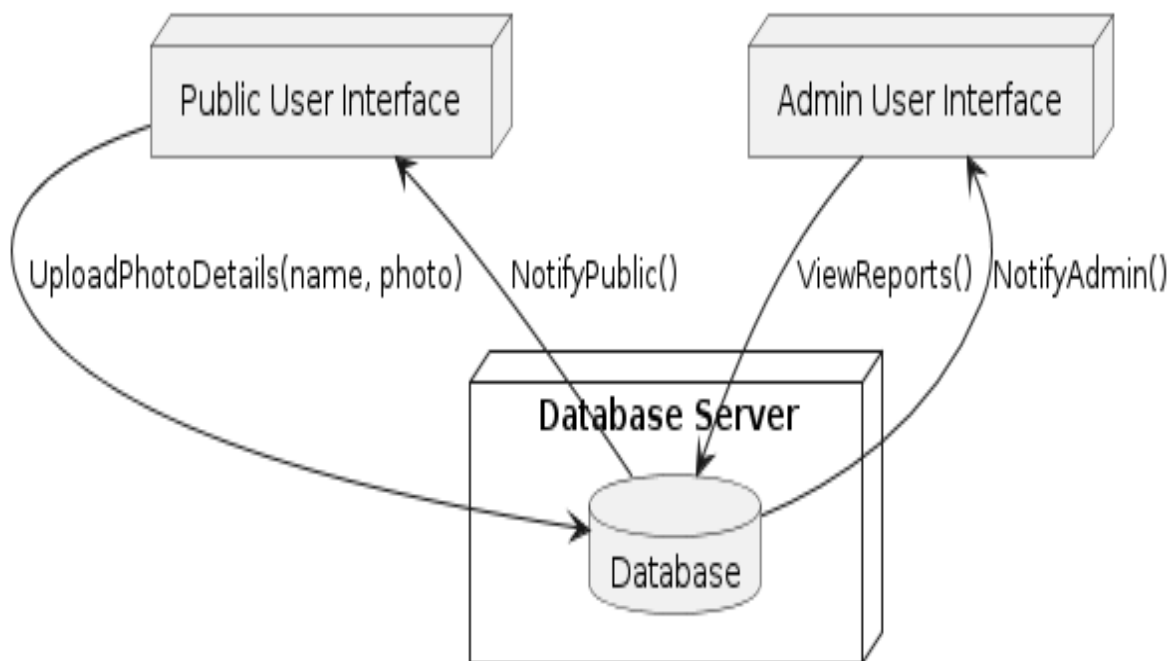 Public User Interface
Admin User Interface
UploadPhotoDetails(name, photo)
NotifyPublic()
ViewReports()
NotifyAdmin()
Database Server
Database